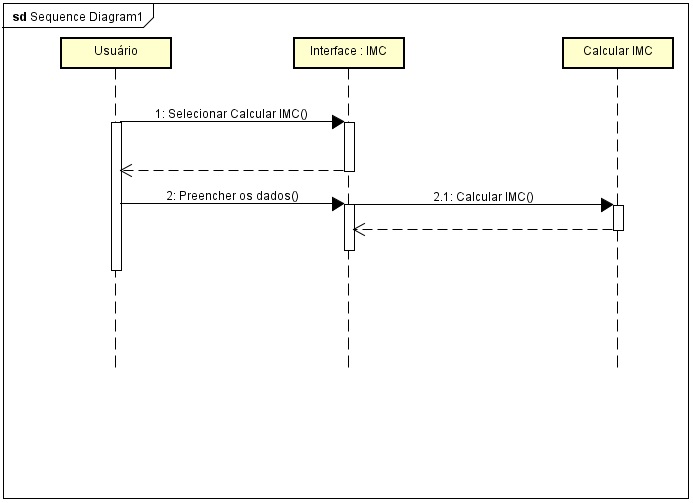 sd Sequence Diagram1
Usuário
Interface : IMC
Calcular IMC
1: Selecionar Calcular IMC()
2: Preencher os dados()
2.1: Calcular IMC()